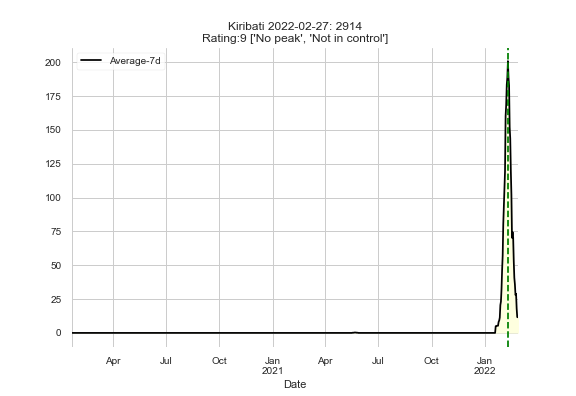 Kiribati 2022-02-27: 2914
Rating:9 ['No peak', 'Not in control']
Average-7d
200
175
150
125
100
75
50
25
0
Apr Jul Oct Jan Apr Jul Oct Jan
2021 2022
Date